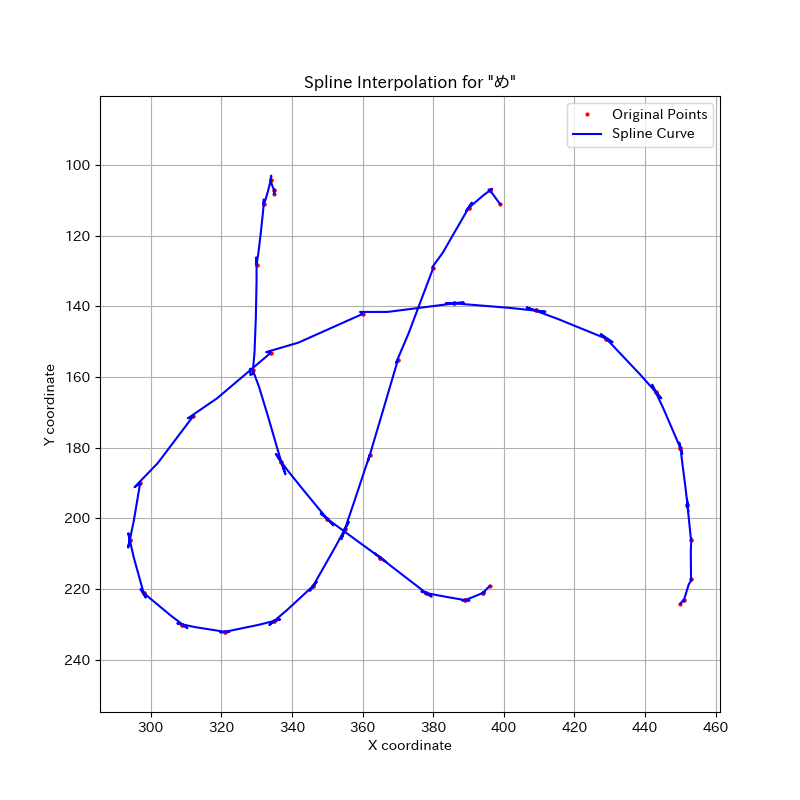 Spline Interpolation for "め"
Original Points
Spline Curve
Y coordinate
100
120
140
160
180
200
220
240
300 320 340 360 380 400 420 440 460
X coordinate